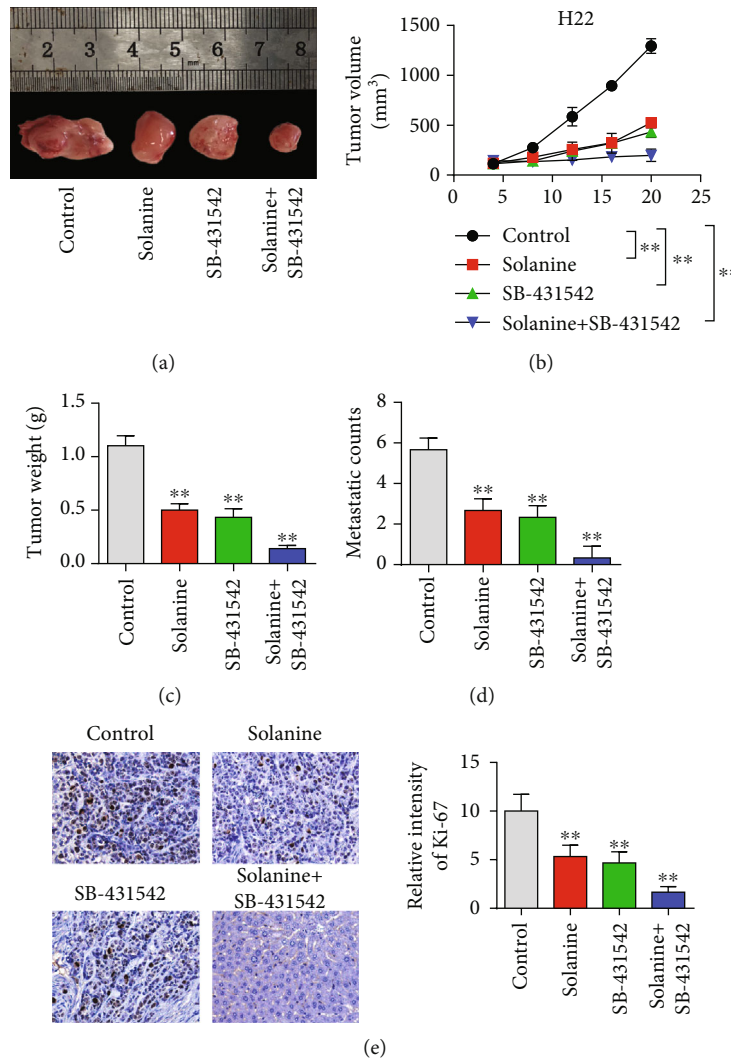 2 3 4 5 6 7 8
mm
Control
Solanine
SB-431542
Solanine+
SB-431542
(a)
H22
Tumor volume
(mm³)
1500
1000
500
0
0 5 10 15 20 25
Control
Solanine
SB-431542
Solanine+SB-431542
**
**
**
(b)
Tumor weight (g)
1.5
1.0
0.5
0.0
**
**
**
Control
Solanine
SB-431542
Solanine+
SB-431542
(c)
Metastatic counts
8
6
4
2
0
**
**
**
Control
Solanine
SB-431542
Solanine+
SB-431542
(d)
Control
Solanine
SB-431542
Solanine+
SB-431542
Relative intensity
of Ki-67
15
10
5
0
**
**
**
Control
Solanine
SB-431542
Solanine+
SB-431542
(e)